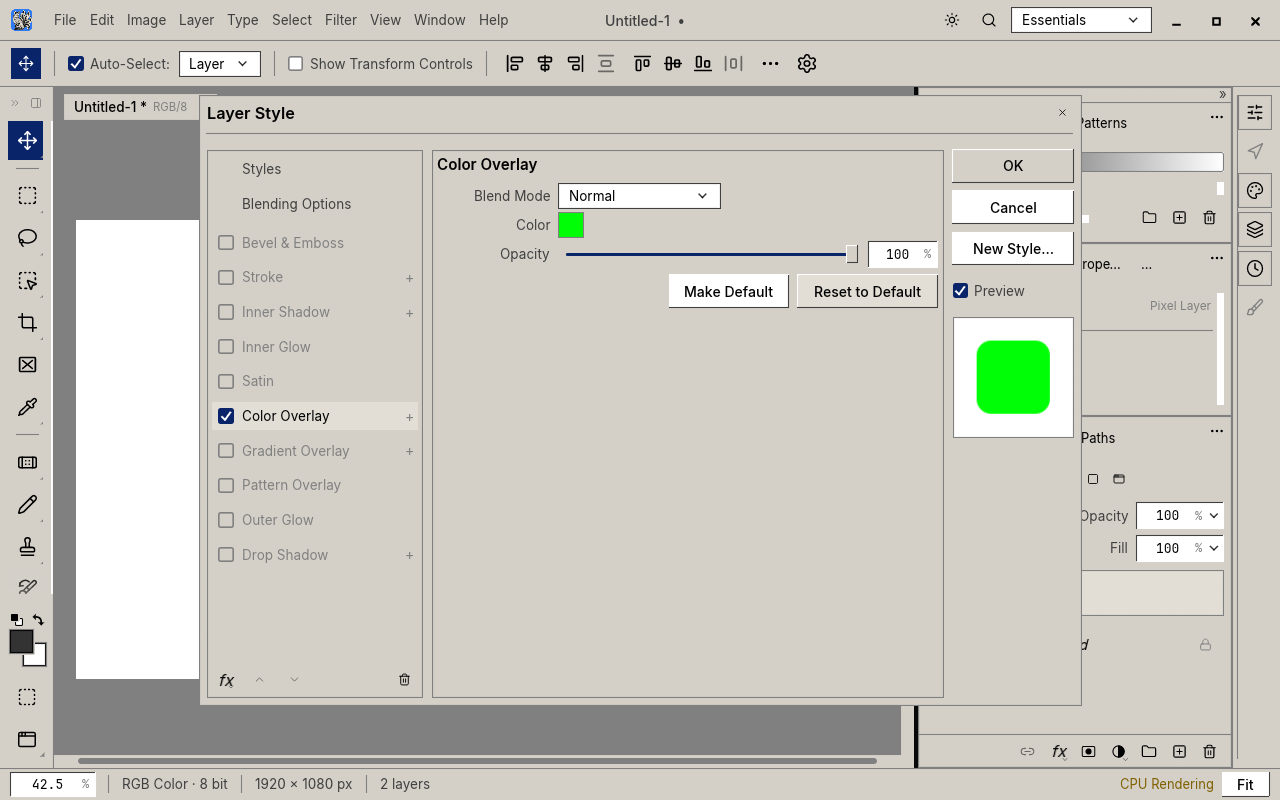 File Edit Image Layer Type Select Filter View Window Help Untitled-1 • Essentials
Auto-Select: Layer Show Transform Controls
Untitled-1 * RGB/8
Layer Style
Patterns
Styles
Blending Options
Bevel & Emboss
Stroke +
Inner Shadow +
Inner Glow
Satin
Color Overlay +
Gradient Overlay +
Pattern Overlay
Outer Glow
Drop Shadow +
fx
Color Overlay
Blend Mode Normal
Color
Opacity 100 %
Make Default Reset to Default
OK
Cancel
New Style...
Preview
rope... ...
Pixel Layer
Paths
Opacity 100 %
Fill 100 %
d
fx
42.5 % RGB Color · 8 bit 1920 × 1080 px 2 layers CPU Rendering Fit